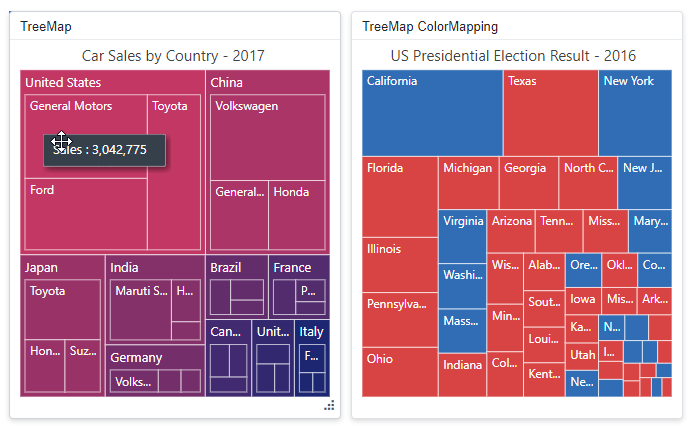 TreeMap
Car Sales by Country - 2017
United States
General Motors
Toyota
Sales : 3,042,775
Ford
China
Volkswagen
General...
Honda
Japan
Toyota
Hon...
Suz...
India
Maruti S...
H...
Germany
Volks...
Brazil
France
P...
Can...
Unit...
Italy
F...
TreeMap ColorMapping
US Presidential Election Result - 2016
California
Texas
New York
Florida
Michigan
Georgia
North C...
New J...
Virginia
Arizona
Tenn...
Miss...
Mary...
Illinois
Washi...
Wis...
Alab...
Ore...
Okl...
Co...
Pennsylva...
Mass...
Min...
Sout...
Iowa
Mis...
Ark...
Loui...
Ka...
N...
Ohio
Indiana
Col...
Kent...
Utah
I...
Ne...